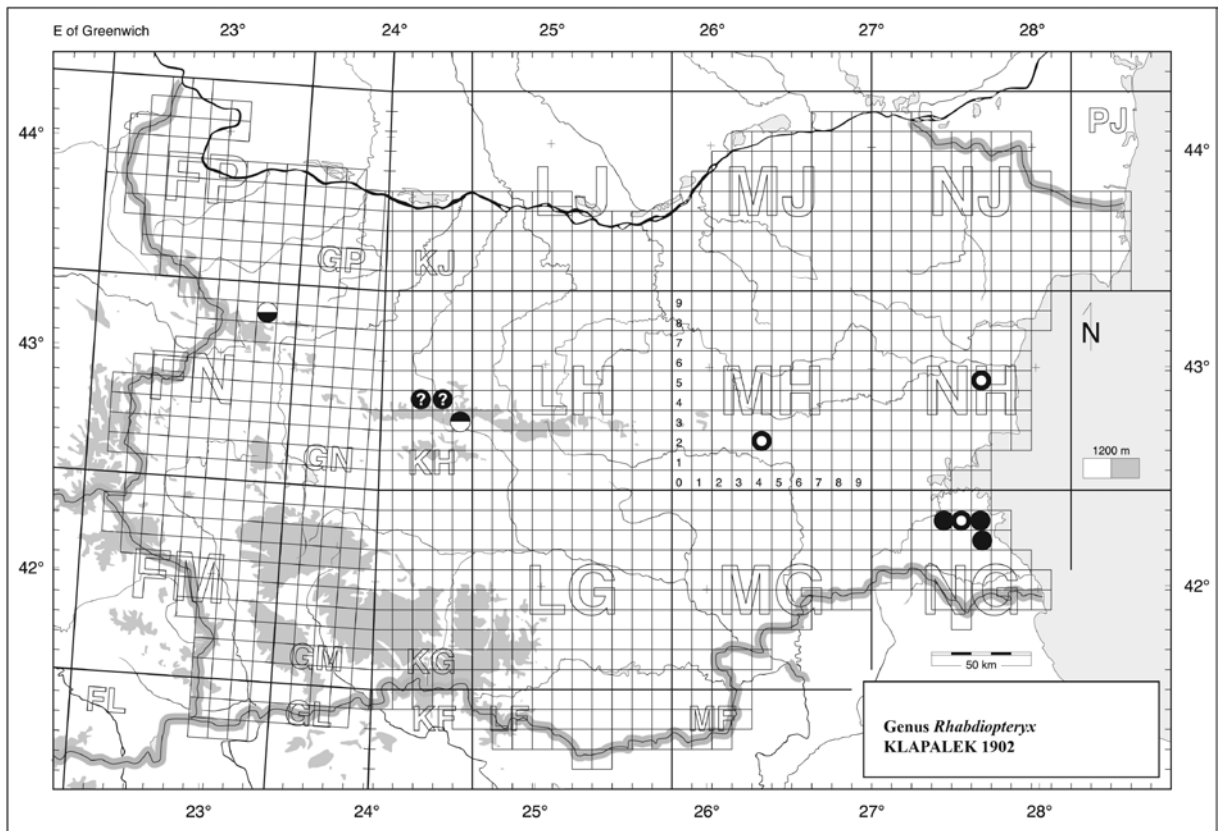 E of Greenwich
23° 24° 25° 26° 27° 28°
44° 44°
PJ
FP LJ MJ NJ
GP KJ
9
8
7
6
5
4
3
2
1
0 1 2 3 4 5 6 7 8 9
43° 43°
N
FN LH MH NH
? ?
GN KH
1200 m
42° 42°
FM LG MG NG
GM KG
50 km
FL GL KF LF MF
Genus Rhabdiopteryx
KLAPALEK 1902
23° 24° 25° 26° 27° 28°